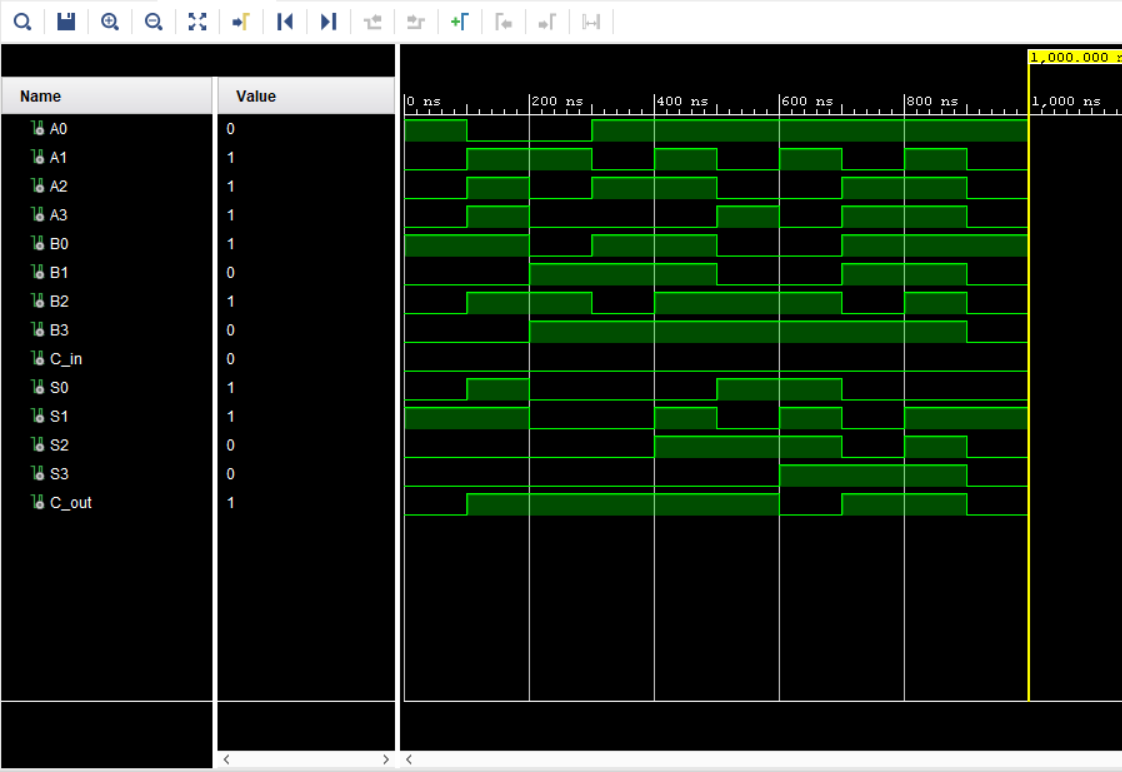 1,000.000
Name Value
0 ns 200 ns 400 ns 600 ns 800 ns 1,000 ns
A0 0
A1 1
A2 1
A3 1
B0 1
B1 0
B2 1
B3 0
C_in 0
S0 1
S1 1
S2 0
S3 0
C_out 1